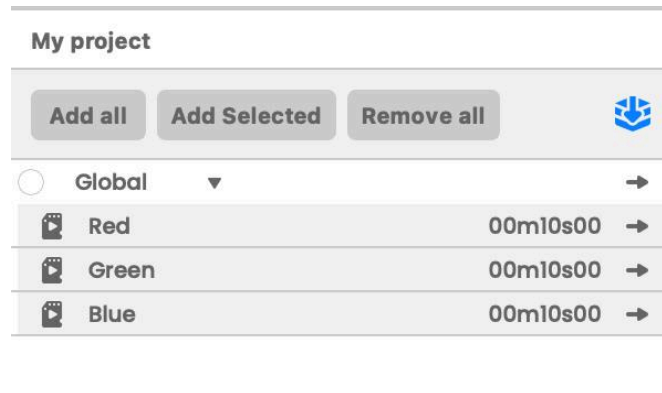 My project
Add all Add Selected Remove all
Global
Red 00m10s00
Green 00m10s00
Blue 00m10s00